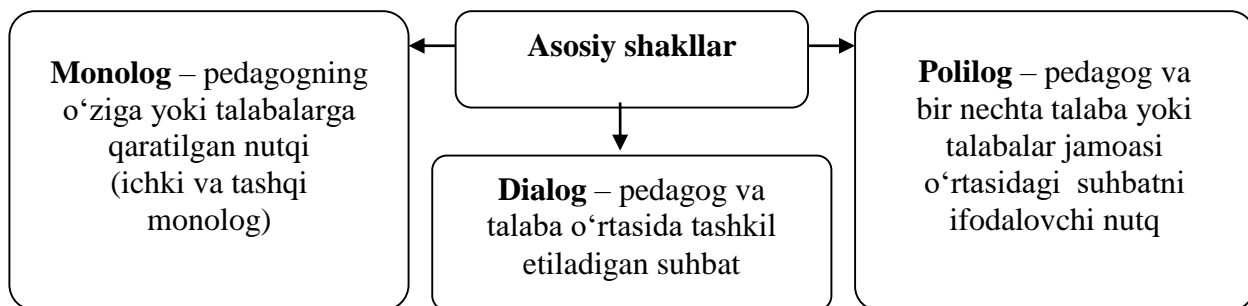 Asosiy shakllar
Monolog – pedagogning
o‘ziga yoki talabalarga
qaratilgan nutqi
(ichki va tashqi
monolog)
Dialog – pedagog va
talaba o‘rtasida tashkil
etiladigan suhbat
Polilog – pedagog va
bir nechta talaba yoki
talabalar jamoasi
o‘rtasidagi suhbatni
ifodalovchi nutq